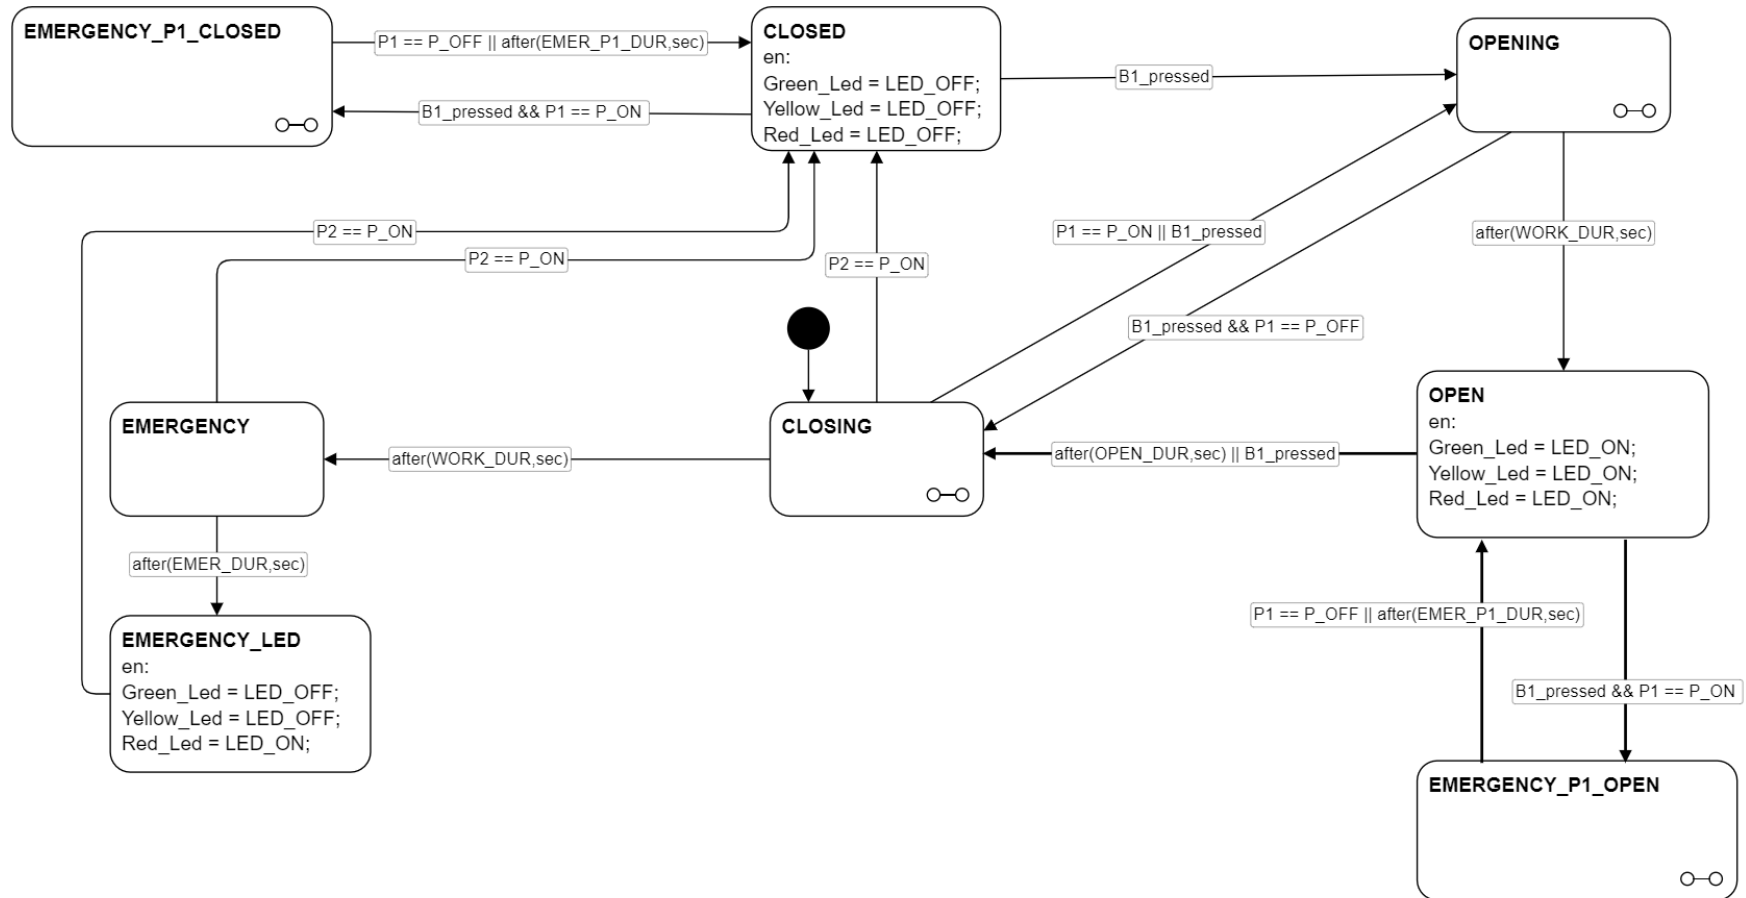 EMERGENCY_P1_CLOSED
P1 == P_OFF || after(EMER_P1_DUR,sec)
B1_pressed && P1 == P_ON
CLOSED
en:
Green_Led = LED_OFF;
Yellow_Led = LED_OFF;
Red_Led = LED_OFF;
B1_pressed
OPENING
P2 == P_ON
P2 == P_ON
P2 == P_ON
P1 == P_ON || B1_pressed
after(WORK_DUR,sec)
B1_pressed && P1 == P_OFF
EMERGENCY
after(WORK_DUR,sec)
CLOSING
after(OPEN_DUR,sec) || B1_pressed
OPEN
en:
Green_Led = LED_ON;
Yellow_Led = LED_ON;
Red_Led = LED_ON;
after(EMER_DUR,sec)
EMERGENCY_LED
en:
Green_Led = LED_OFF;
Yellow_Led = LED_OFF;
Red_Led = LED_ON;
P1 == P_OFF || after(EMER_P1_DUR,sec)
B1_pressed && P1 == P_ON
EMERGENCY_P1_OPEN